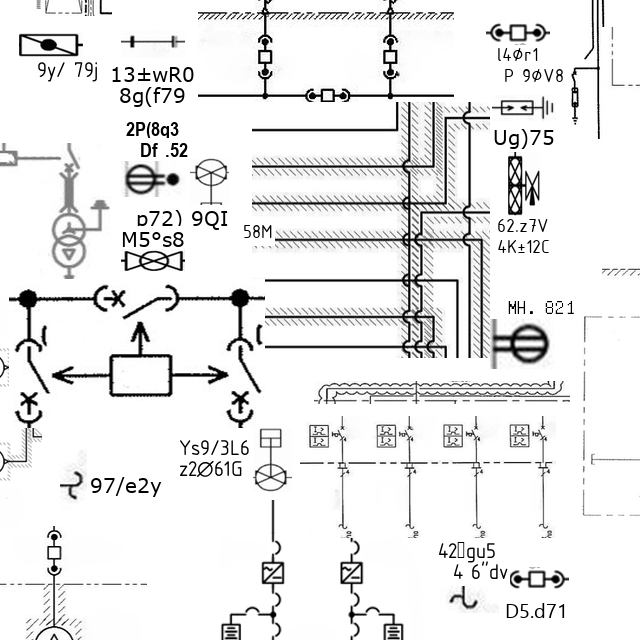 9y/ 79j
13±wR0
8g(f79
l4Ør1
P 9ØV8
2P(8q3
Df .52
Ug)75
p72) 9QI
M5°s8
58M
62.z7V
4K±12C
MH. 821
Ys9/3L6
z2Ø61G
97/e2y
42▯gu5
4 6"dv
D5.d71